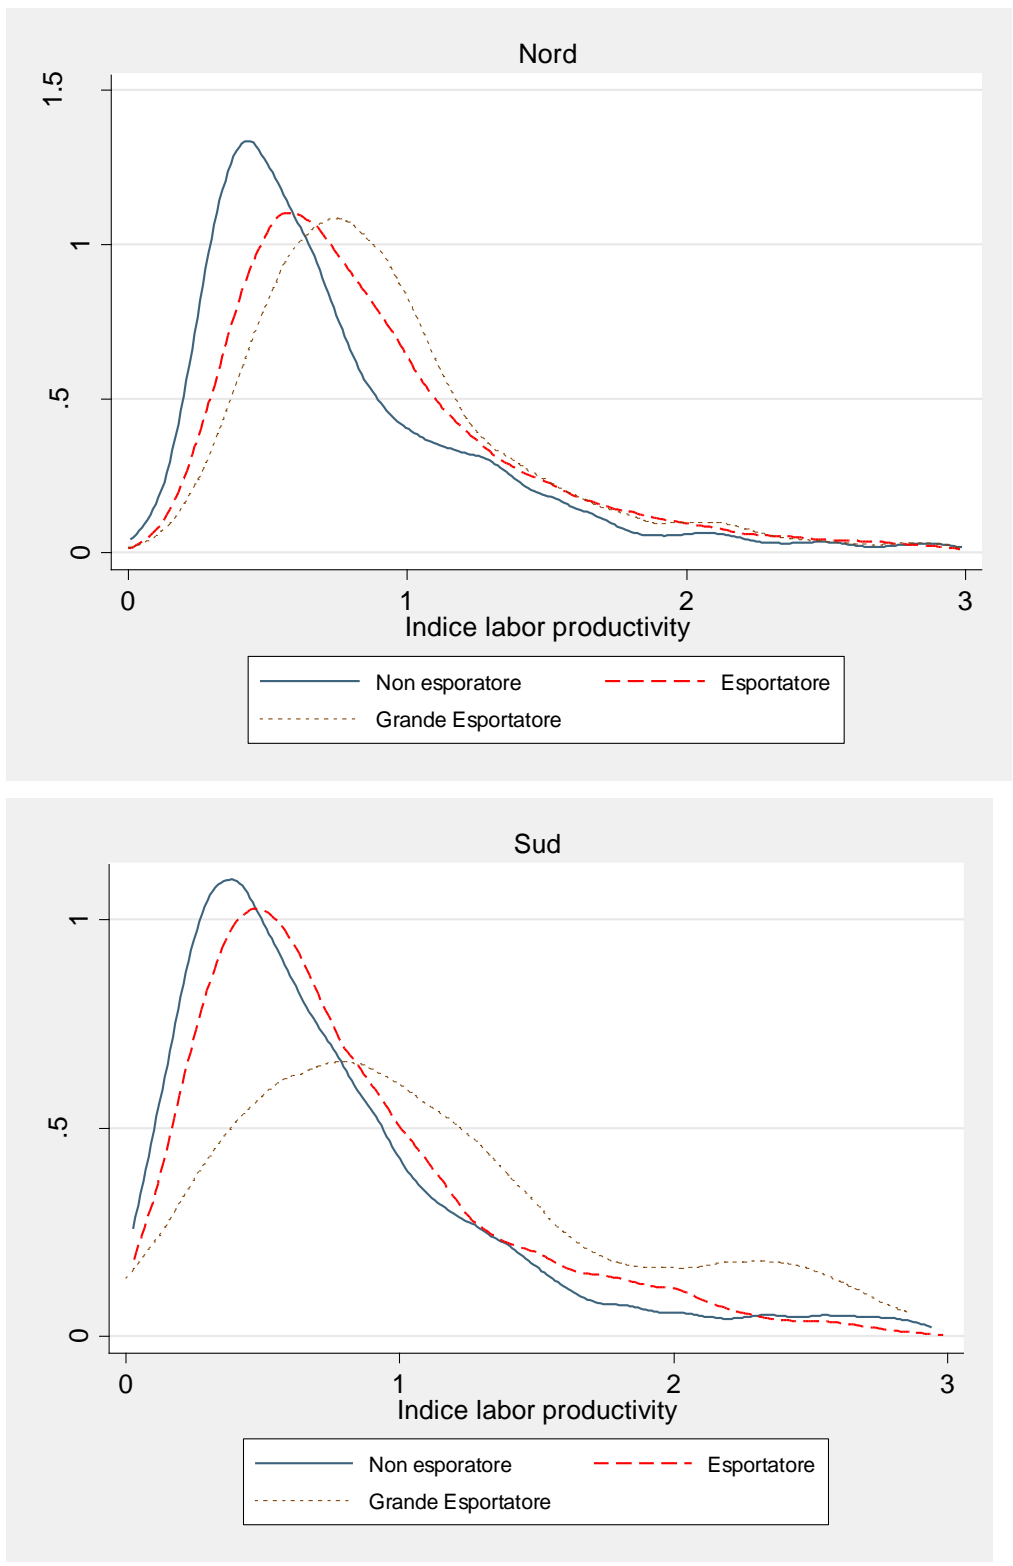 Nord
1.5
1
.5
0
0 1 2 3
Indice labor productivity
Non esporatore Esportatore
Grande Esportatore
Sud
1
.5
0
0 1 2 3
Indice labor productivity
Non esporatore Esportatore
Grande Esportatore